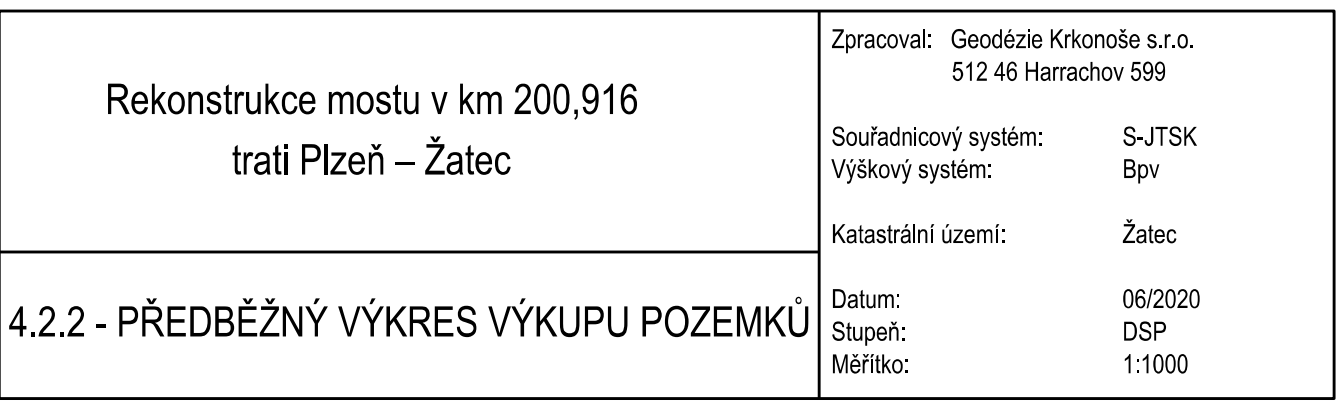 Rekonstrukce mostu v km 200,916
trati Plzeň – Žatec
4.2.2 - PŘEDBĚŽNÝ VÝKRES VÝKUPU POZEMKŮ
Zpracoval: Geodézie Krkonoše s.r.o.
512 46 Harrachov 599
Souřadnicový systém: S-JTSK
Výškový systém: Bpv
Katastrální území: Žatec
Datum: 06/2020
Stupeň: DSP
Měřítko: 1:1000